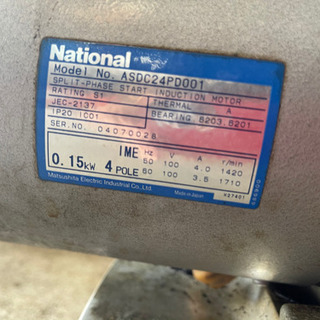 National
Model No. ASDC24PD001
SPLIT-PHASE START INDUCTION MOTOR
RATING S1 THERMAL A
JEC-2137 BEARING 6203.6201
IP20 IC01
SER.NO. 04070028
IME Hz V A r/min
0.15kW 4 POLE 50 100 4.0 1420
60 100 3.5 1710
Matsushita Electric Industrial Co.,Ltd. Made in Japan